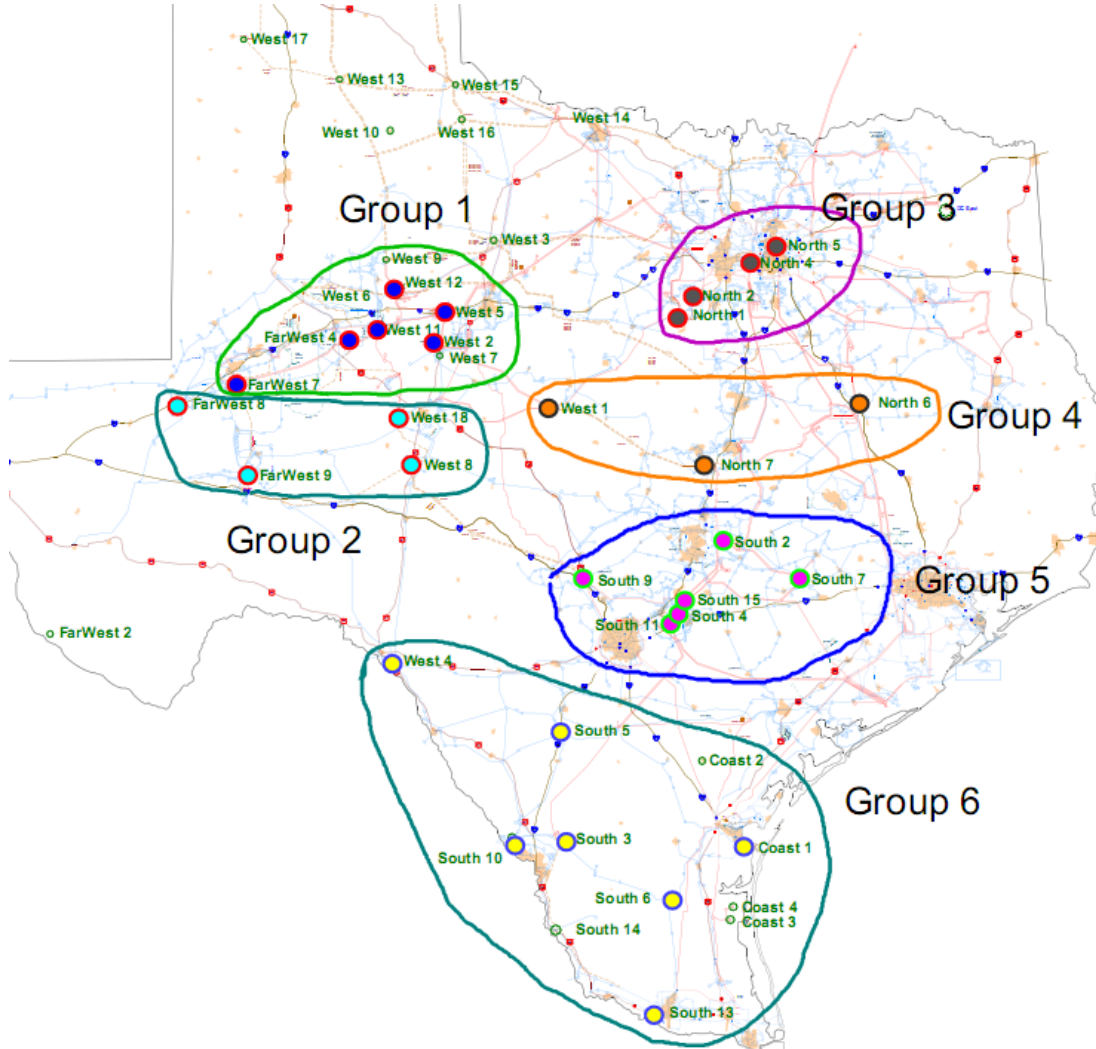 West 17
West 13
West 15
West 10
West 16
West 14
Group 1
Group 3
West 3
North 5
West 9
North 4
West 12
West 6
North 2
West 5
North 1
West 11
FarWest 4
West 2
West 7
FarWest 7
FarWest 8
West 18
West 1
North 6
Group 4
West 8
North 7
FarWest 9
Group 2
South 2
South 9
South 7
Group 5
South 15
South 4
South 11
FarWest 2
West 4
South 5
Coast 2
Group 6
South 3
Coast 1
South 10
South 6
Coast 4
Coast 3
South 14
South 13